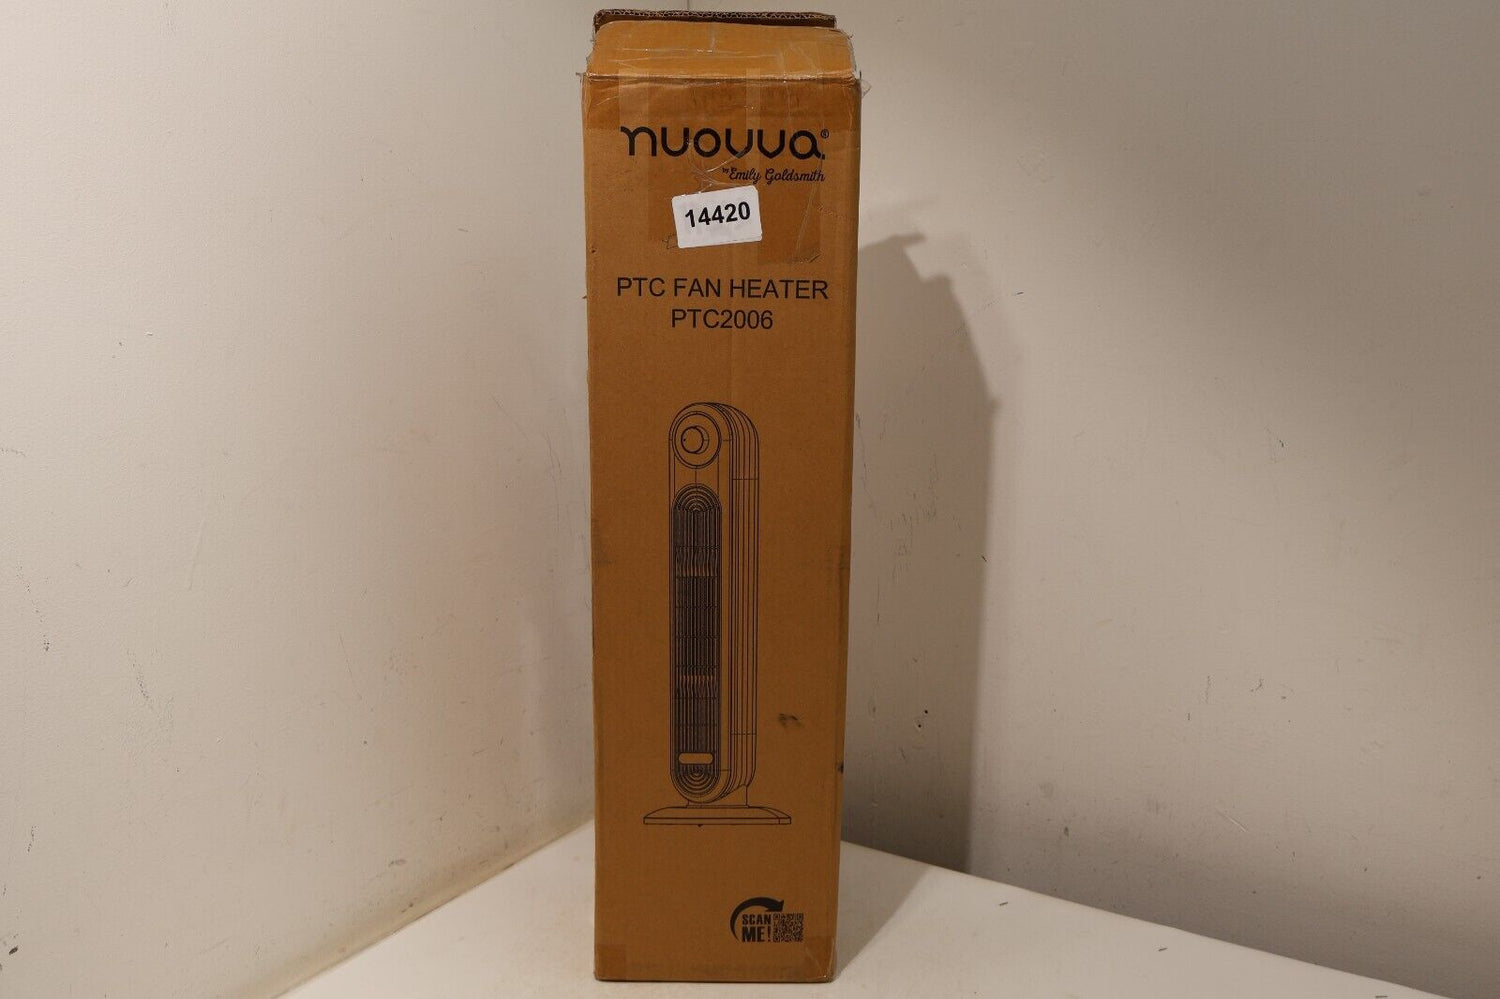 nuovva®
by Emily Goldsmith
14420
PTC FAN HEATER
PTC2006
SCAN
ME!